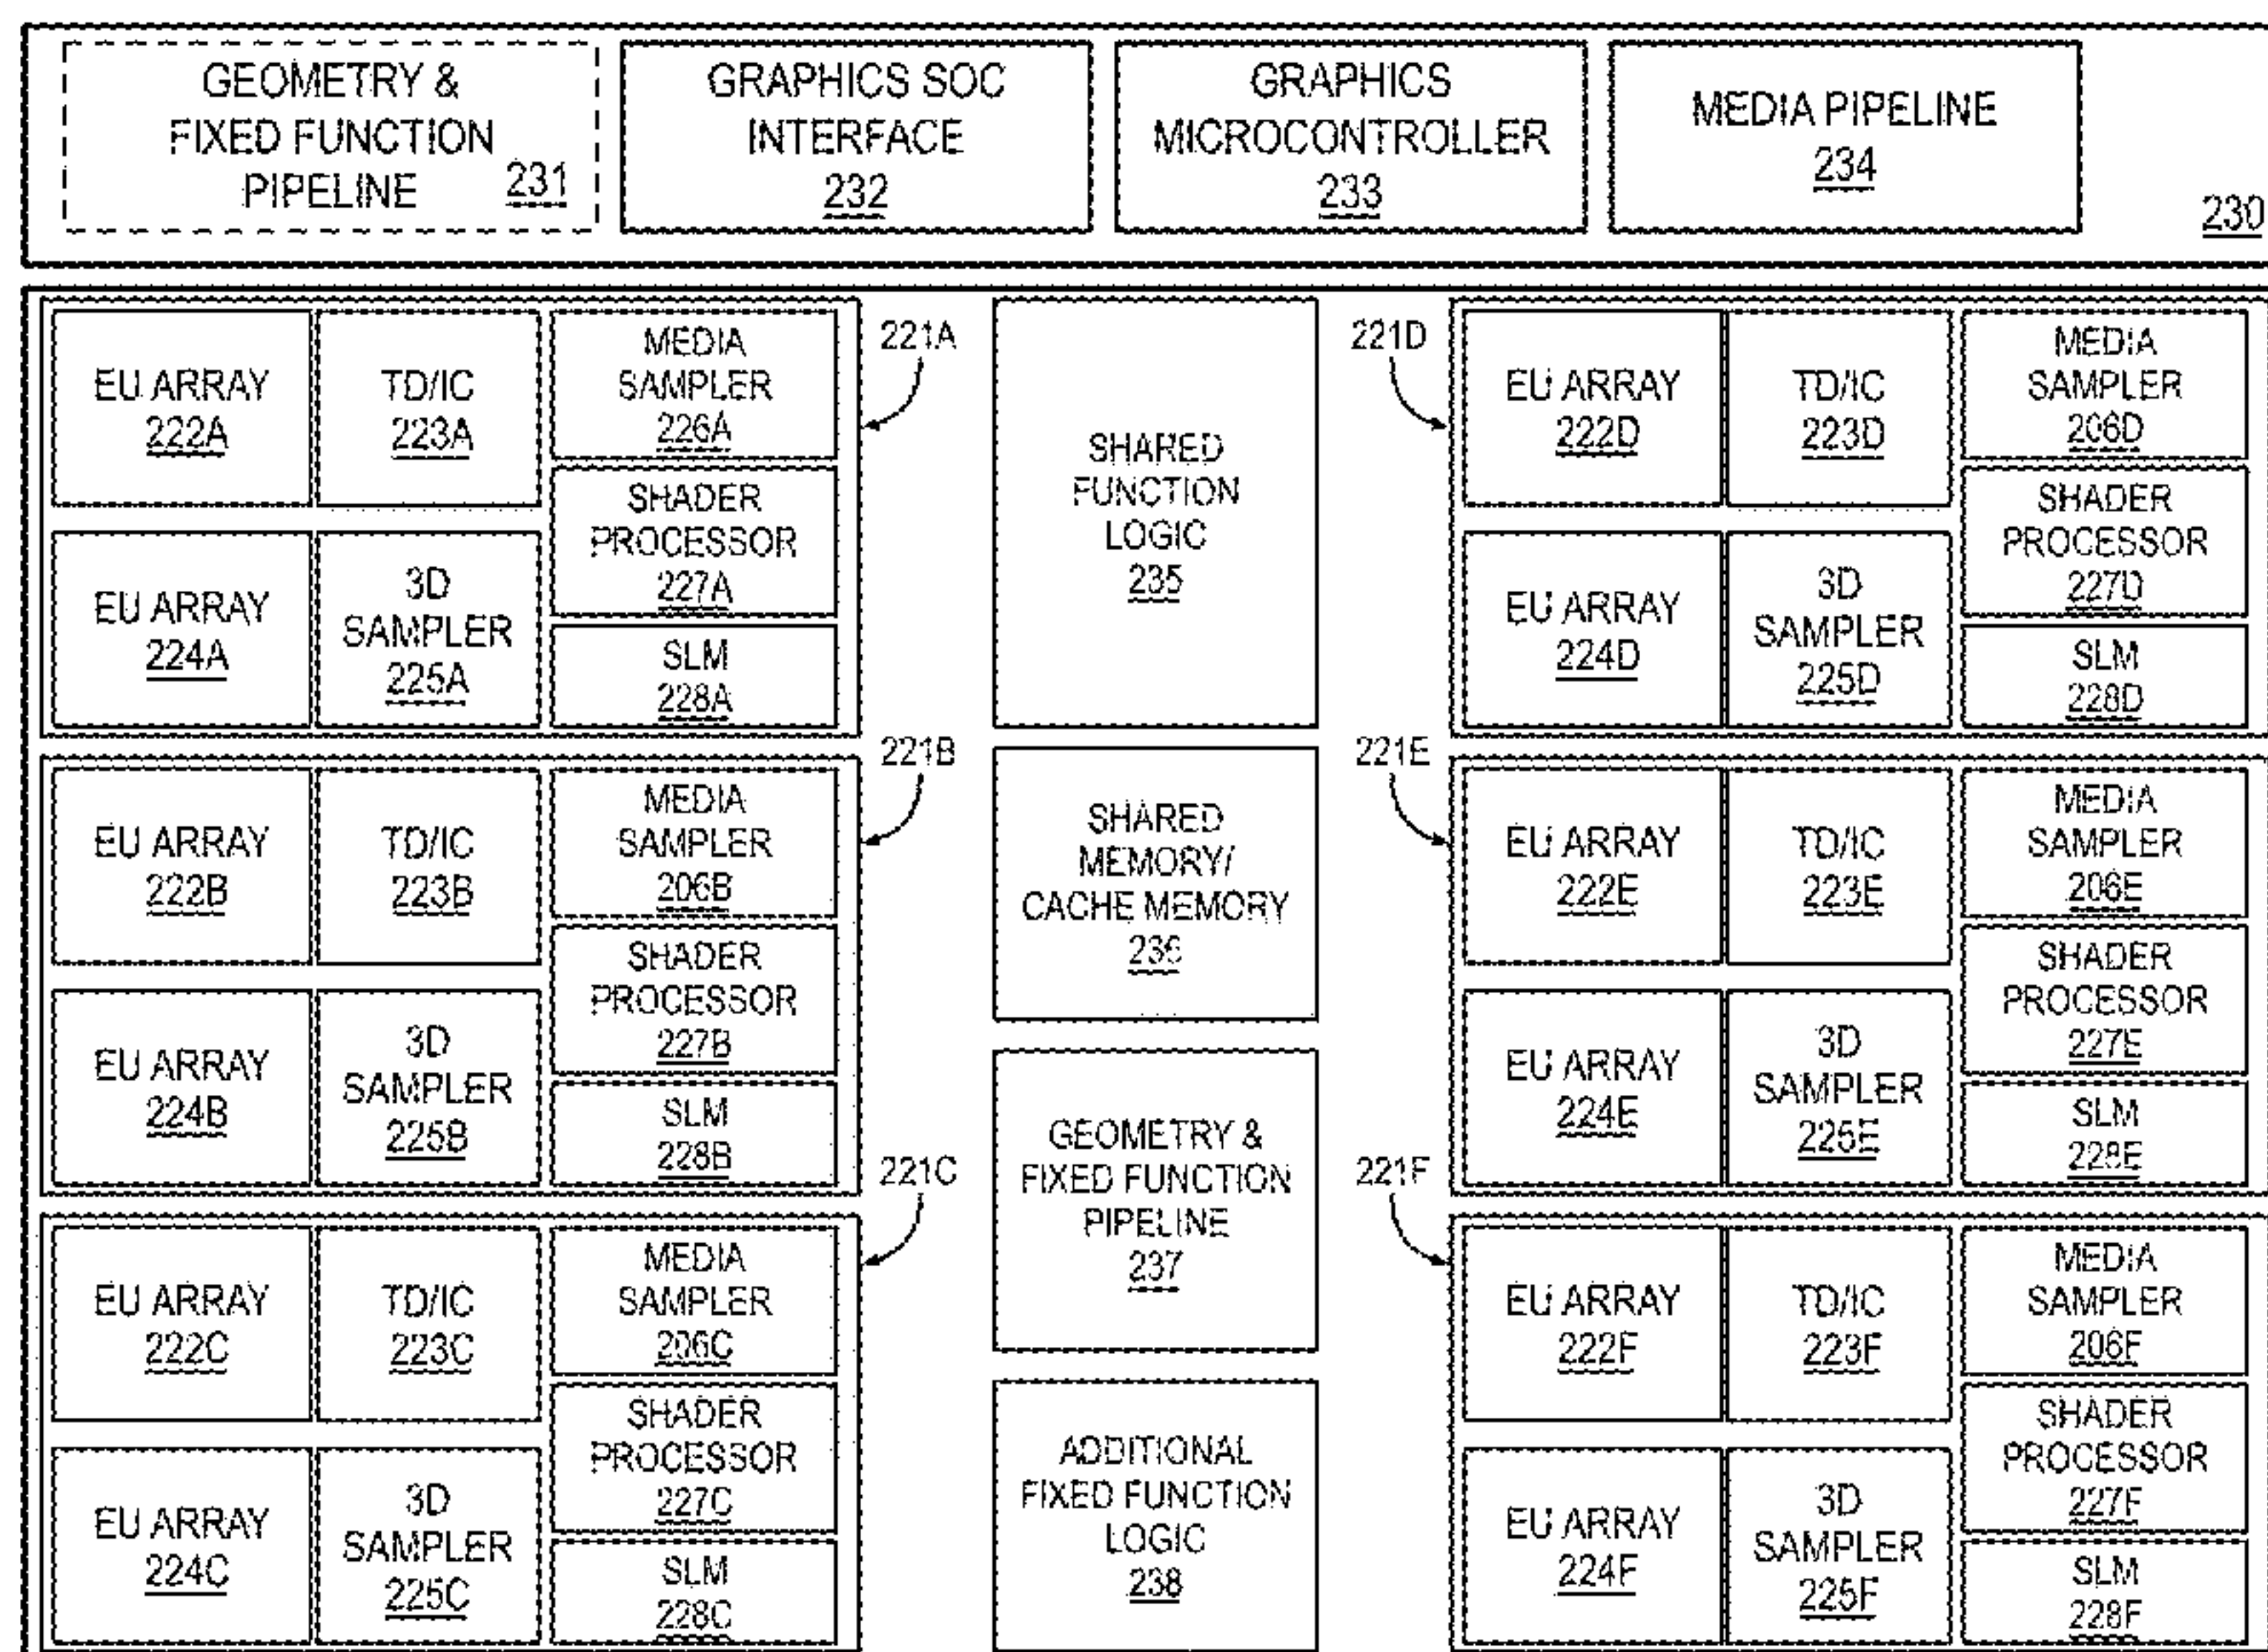 GEOMETRY &
FIXED FUNCTION
PIPELINE 231
GRAPHICS SOC
INTERFACE
232
GRAPHICS
MICROCONTROLLER
233
MEDIA PIPELINE
234
230
221A
EU ARRAY
222A
TD/IC
223A
MEDIA
SAMPLER
226A
SHADER
PROCESSOR
227A
EU ARRAY
224A
3D
SAMPLER
225A
SLM
228A
221B
EU ARRAY
222B
TD/IC
223B
MEDIA
SAMPLER
206B
SHADER
PROCESSOR
227B
EU ARRAY
224B
3D
SAMPLER
225B
SLM
228B
221C
EU ARRAY
222C
TD/IC
223C
MEDIA
SAMPLER
206C
SHADER
PROCESSOR
227C
EU ARRAY
224C
3D
SAMPLER
225C
SLM
228C
SHARED
FUNCTION
LOGIC
235
SHARED
MEMORY/
CACHE MEMORY
236
GEOMETRY &
FIXED FUNCTION
PIPELINE
237
ADDITIONAL
FIXED FUNCTION
LOGIC
238
221D
EU ARRAY
222D
TD/IC
223D
MEDIA
SAMPLER
206D
SHADER
PROCESSOR
227D
EU ARRAY
224D
3D
SAMPLER
225D
SLM
228D
221E
EU ARRAY
222E
TD/IC
223E
MEDIA
SAMPLER
206E
SHADER
PROCESSOR
227E
EU ARRAY
224E
3D
SAMPLER
225E
SLM
228E
221F
EU ARRAY
222F
TD/IC
223F
MEDIA
SAMPLER
206F
SHADER
PROCESSOR
227F
EU ARRAY
224F
3D
SAMPLER
225F
SLM
228F